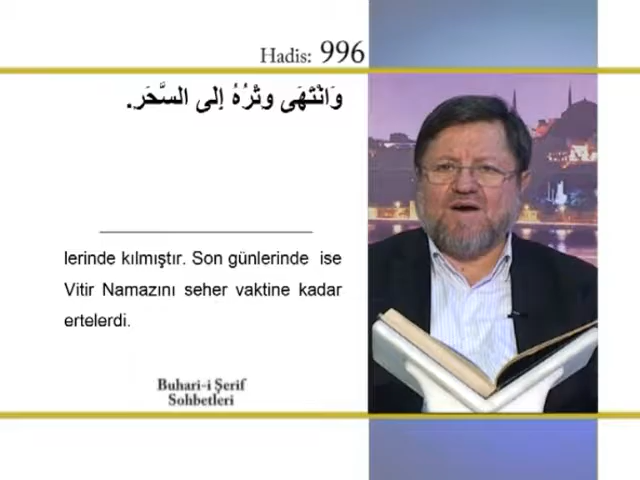 Hadis: 996
وَانْتَهَى وِتْرُهُ إِلَى السَّحَرِ.
lerinde kılmıştır. Son günlerinde ise
Vitir Namazını seher vaktine kadar
ertelerdi.
Buhari-i Şerif
Sohbetleri